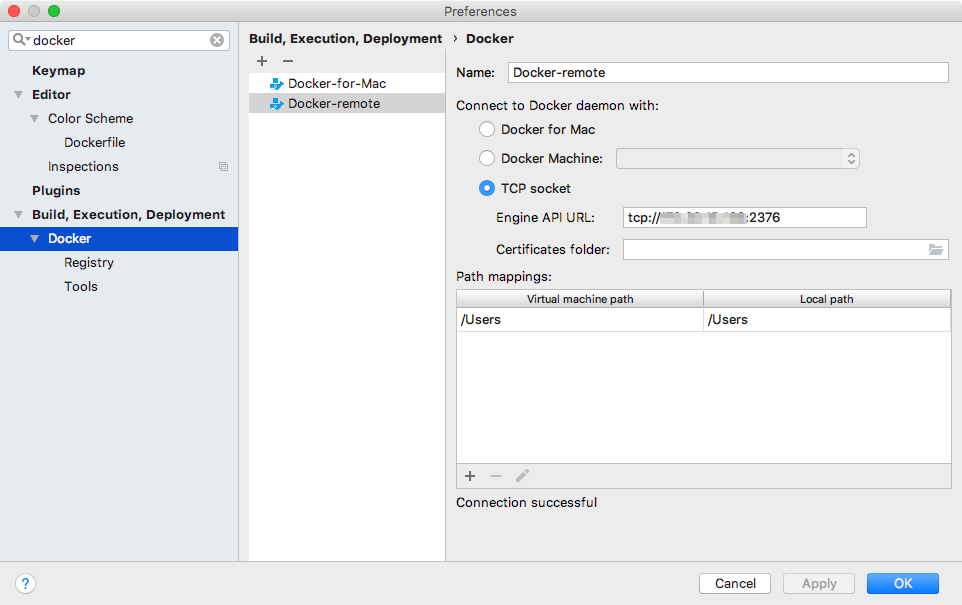 Preferences
docker
Keymap
Editor
Color Scheme
Dockerfile
Inspections
Plugins
Build, Execution, Deployment
Docker
Registry
Tools
Build, Execution, Deployment › Docker
Docker-for-Mac
Docker-remote
Name: Docker-remote
Connect to Docker daemon with:
Docker for Mac
Docker Machine:
TCP socket
Engine API URL: tcp:// :2376
Certificates folder:
Path mappings:
Virtual machine path Local path
/Users /Users
Connection successful
? Cancel Apply OK